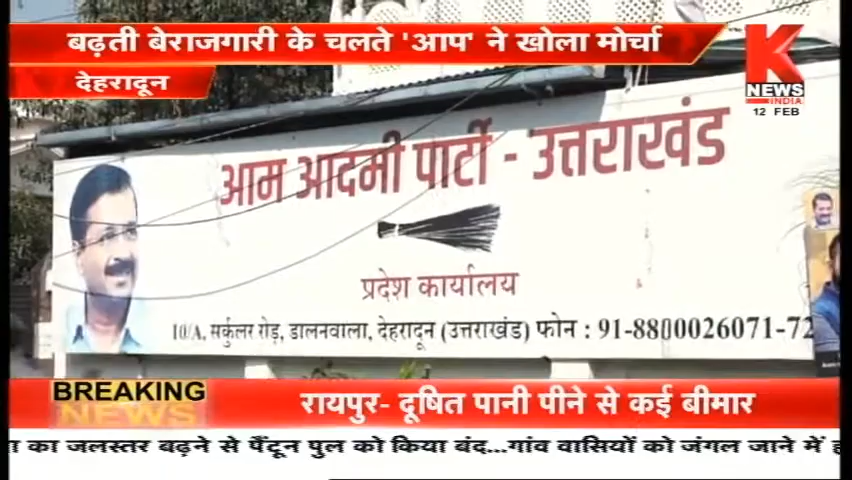 बढ़ती बेराजगारी के चलते 'आप' ने खोला मोर्चा
देहरादून
K
NEWS
INDIA
12 FEB
आम आदमी पार्टी - उत्तराखंड
प्रदेश कार्यालय
10/A, सर्कुलर रोड़, डालनवाला, देहरादून (उत्तराखंड) फोन : 91-8800026071-72
BREAKING
NEWS
रायपुर- दूषित पानी पीने से कई बीमार
का जलस्तर बढ़ने से पैंटून पुल को किया बंद...गांव वासियों को जंगल जाने में